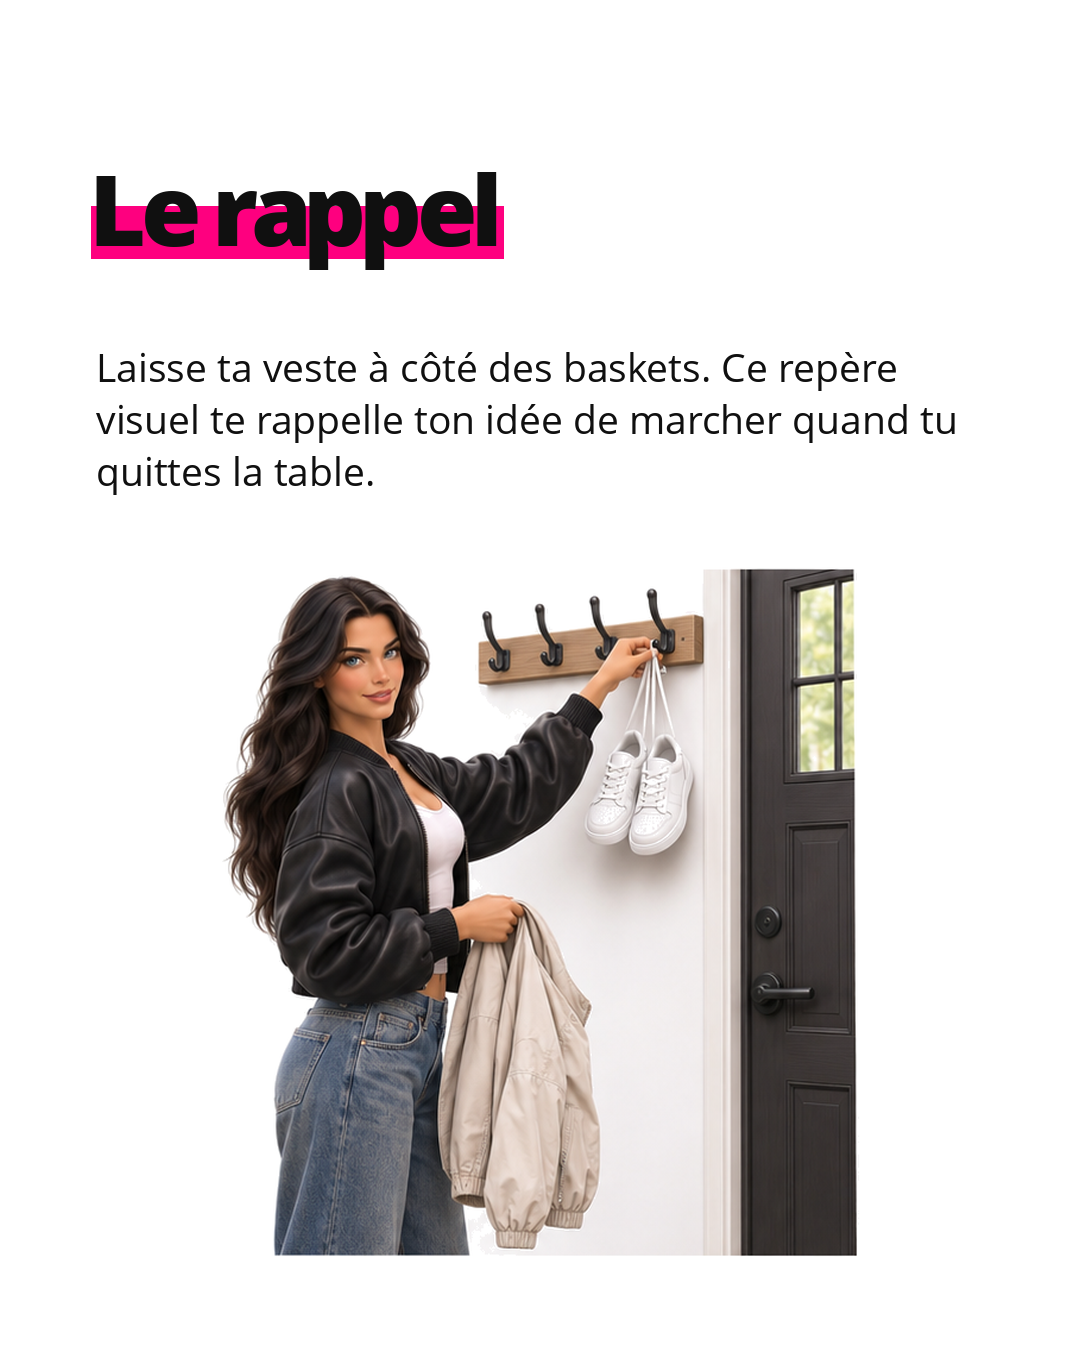 Le rappel
Laisse ta veste à côté des baskets. Ce repère
visuel te rappelle ton idée de marcher quand tu
quittes la table.